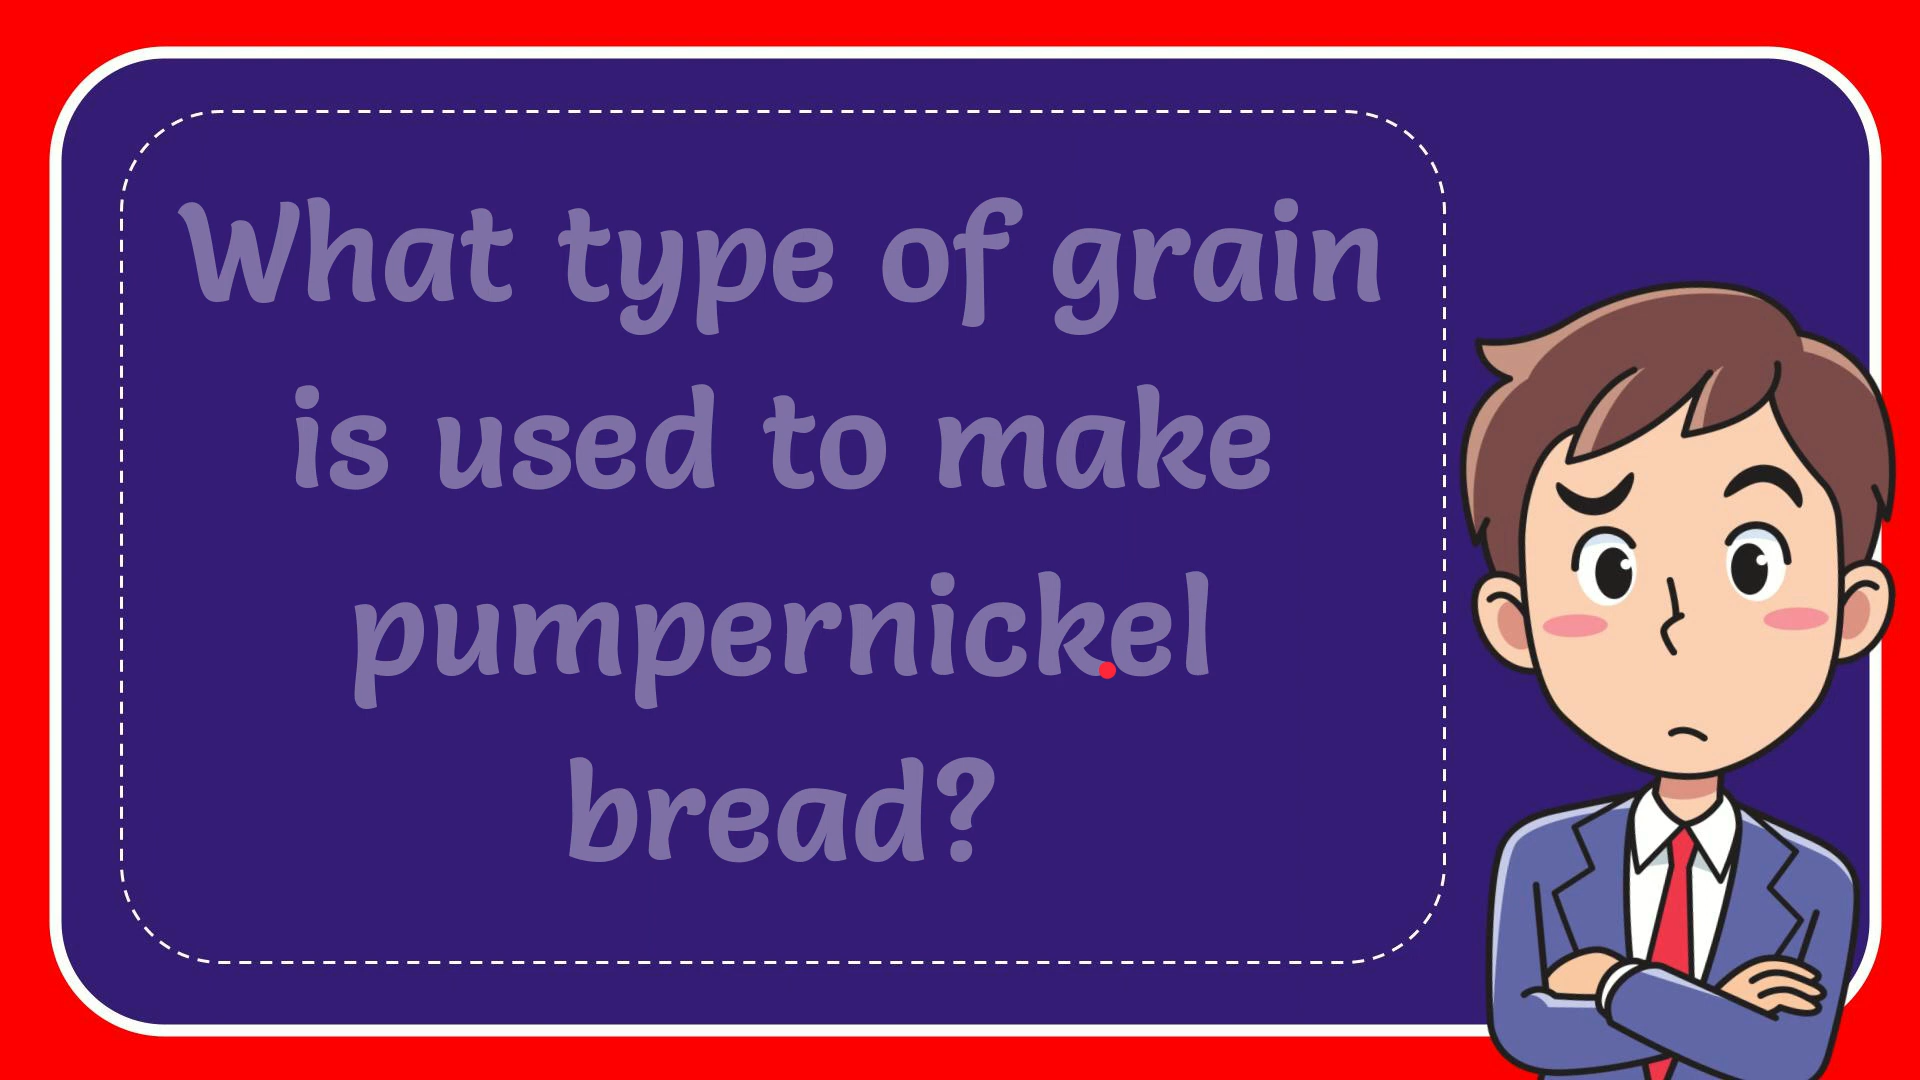 What type of grain
is used to make
pumpernickel
bread?